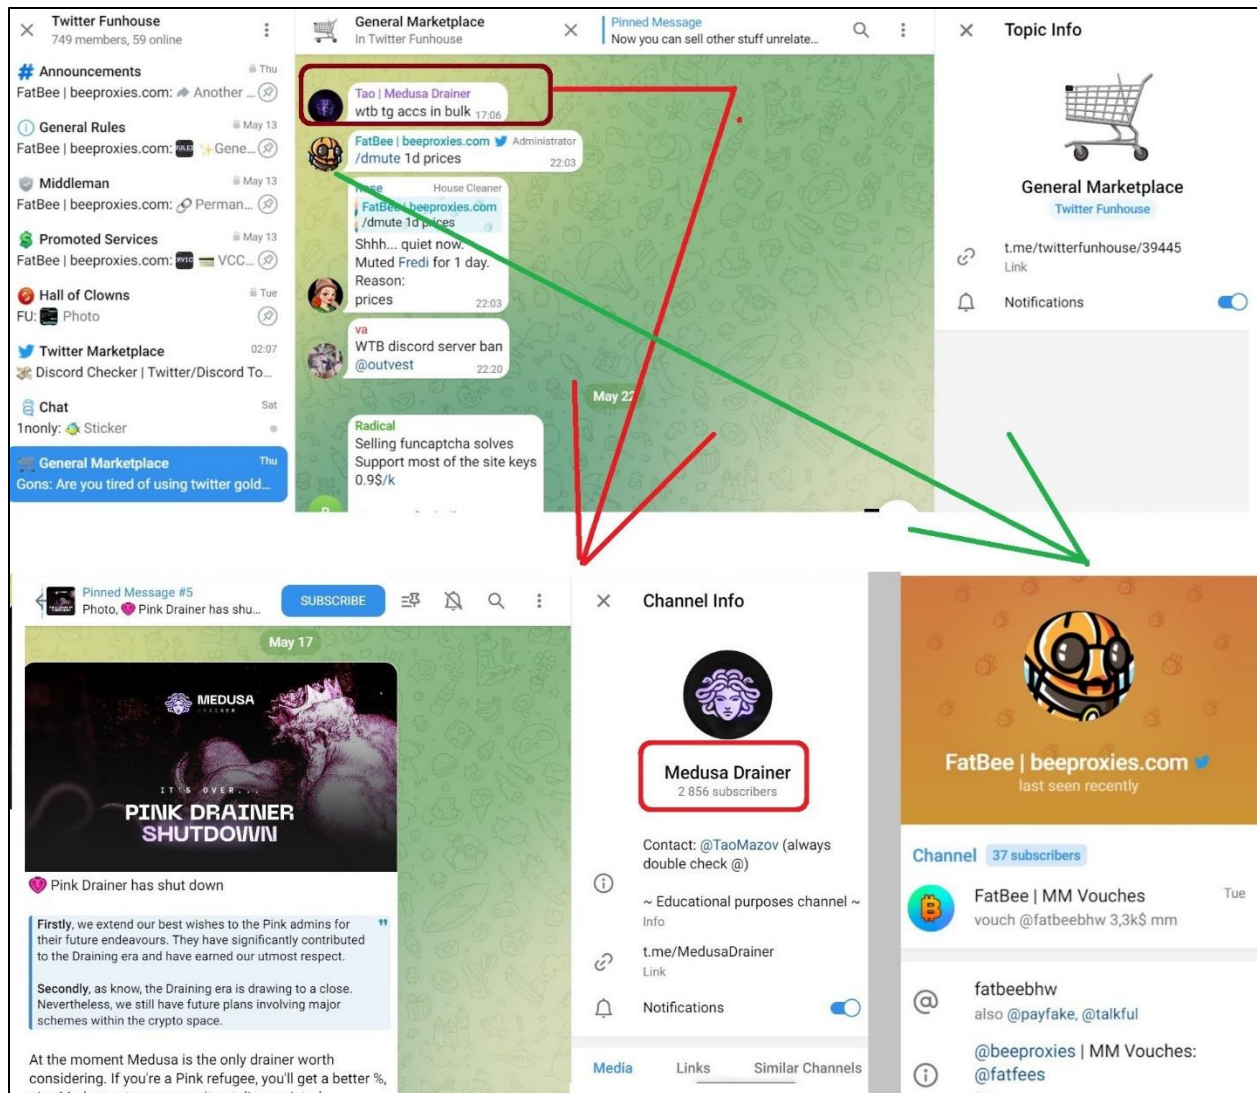 Twitter Funhouse
749 members, 59 online
Announcements
Thu
FatBee | beeproxies.com: Another ...
General Rules
May 13
FatBee | beeproxies.com: Gene...
Middleman
May 13
FatBee | beeproxies.com: Perman...
Promoted Services
May 13
FatBee | beeproxies.com: VCC...
Hall of Clowns
Tue
FU: Photo
Twitter Marketplace
02:07
Discord Checker | Twitter/Discord To...
Chat
Sat
1nonly: Sticker
General Marketplace
Thu
Gons: Are you tired of using twitter gold...
General Marketplace
In Twitter Funhouse
Pinned Message
Now you can sell other stuff unrelate...
Tao | Medusa Drainer
wtb tg accs in bulk 17:06
FatBee | beeproxies.com Administrator
/dmute 1d prices
22:03
House Cleaner
FatBee | beeproxies.com
/dmute 1d prices
Shhh... quiet now.
Muted Fredi for 1 day.
Reason:
prices
22:03
va
WTB discord server ban
@outvest
22:20
May 22
Radical
Selling funcaptcha solves
Support most of the site keys
0.9$/k
Topic Info
General Marketplace
Twitter Funhouse
t.me/twitterfunhouse/39445
Link
Notifications
Pinned Message #5
Photo, Pink Drainer has shu...
SUBSCRIBE
May 17
MEDUSA
DRAINER
IT'S OVER...
PINK DRAINER
SHUTDOWN
Pink Drainer has shut down
Firstly, we extend our best wishes to the Pink admins for
their future endeavours. They have significantly contributed
to the Draining era and have earned our utmost respect.
Secondly, as know, the Draining era is drawing to a close.
Nevertheless, we still have future plans involving major
schemes within the crypto space.
At the moment Medusa is the only drainer worth
considering. If you're a Pink refugee, you'll get a better %,
Channel Info
Medusa Drainer
2 856 subscribers
Contact: @TaoMazov (always
double check @)
~ Educational purposes channel ~
Info
t.me/MedusaDrainer
Link
Notifications
Media
Links
Similar Channels
FatBee | beeproxies.com
last seen recently
Channel 37 subscribers
FatBee | MM Vouches
Tue
vouch @fatbeebhw 3,3k$ mm
fatbeebhw
also @payfake, @talkful
@beeproxies | MM Vouches:
@fatfees